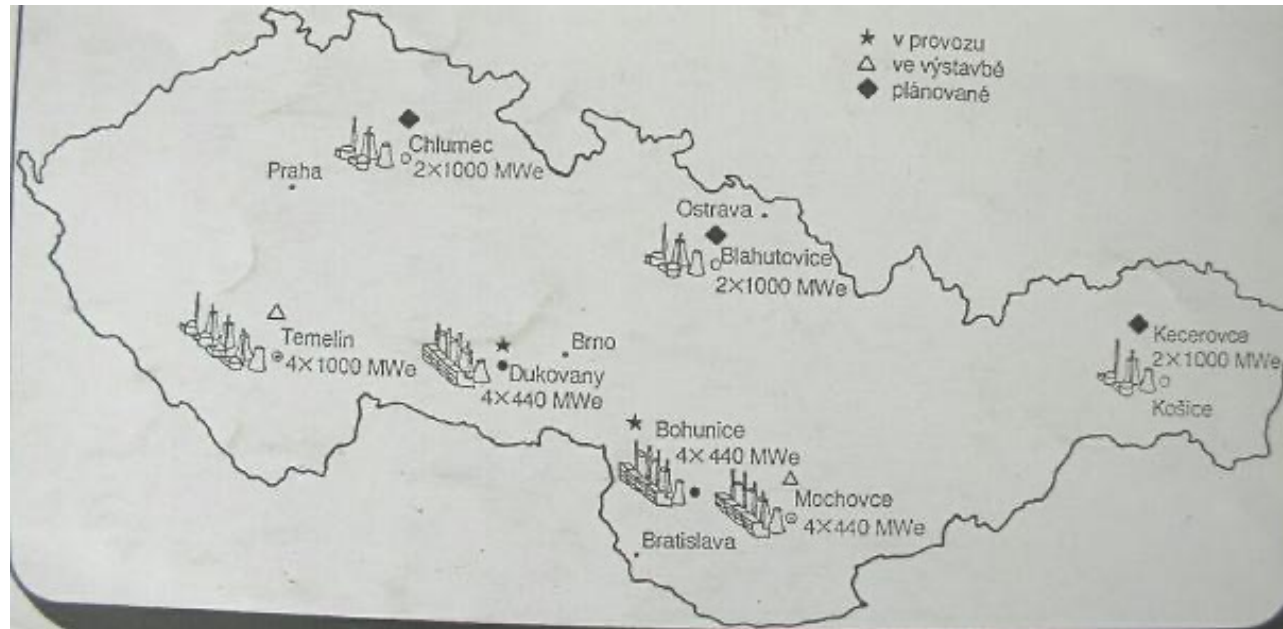 ★ v provozu
△ ve výstavbě
◆ plánované
Chlumec
2×1000 MWe
Praha
Ostrava
Blahutovice
2×1000 MWe
Temelín
4×1000 MWe
Brno
Dukovany
4×440 MWe
Kecerovce
2×1000 MWe
Košice
Bohunice
4×440 MWe
Mochovce
4×440 MWe
Bratislava